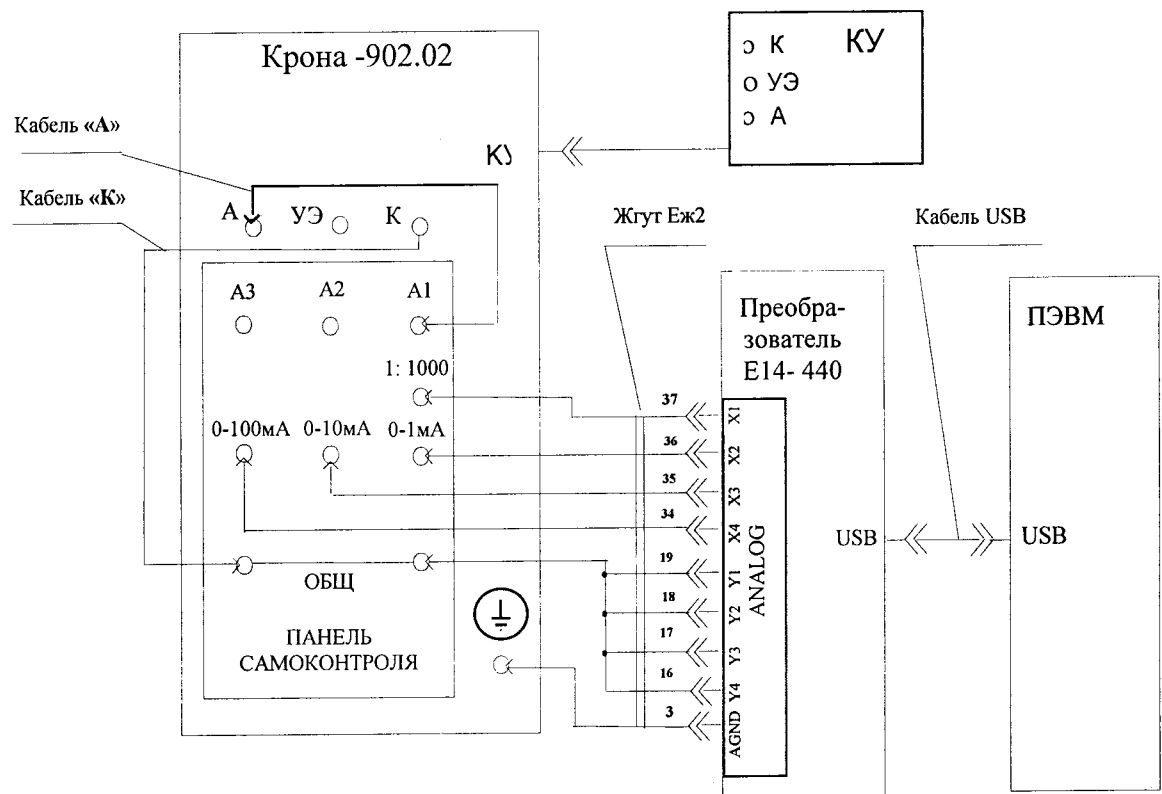 Крона -902.02
К КУ
УЭ
А
КУ
Кабель «А»
Кабель «К»
А УЭ К
А3 А2 А1
1: 1000
0-100мА 0-10мА 0-1мА
ОБЩ
ПАНЕЛЬ
САМОКОНТРОЛЯ
Жгут Еж2
Кабель USB
Преобра-
зователь
Е14- 440
ПЭВМ
37 X1
36 X2
35 X3
34 X4
19 Y1
18 Y2
17 Y3
16 Y4
3 AGND
ANALOG
USB
USB